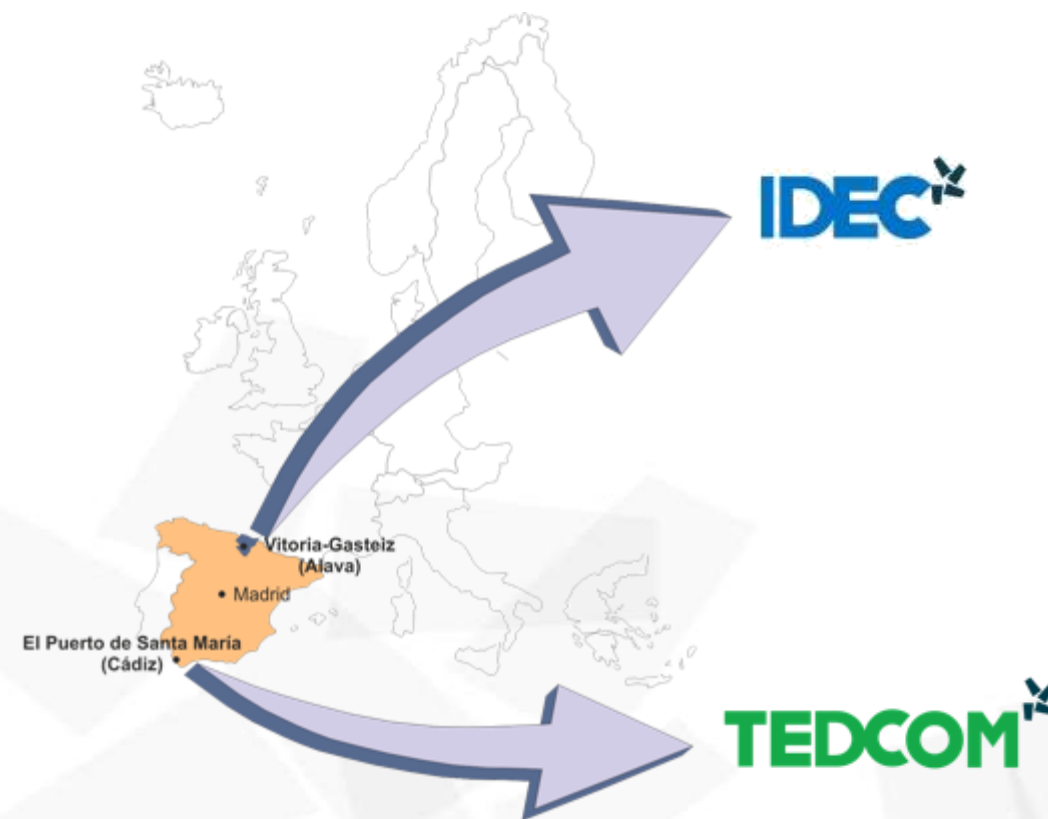 IDEC
Vitoria-Gasteiz
(Alava)
Madrid
El Puerto de Santa María
(Cádiz)
TEDCOM